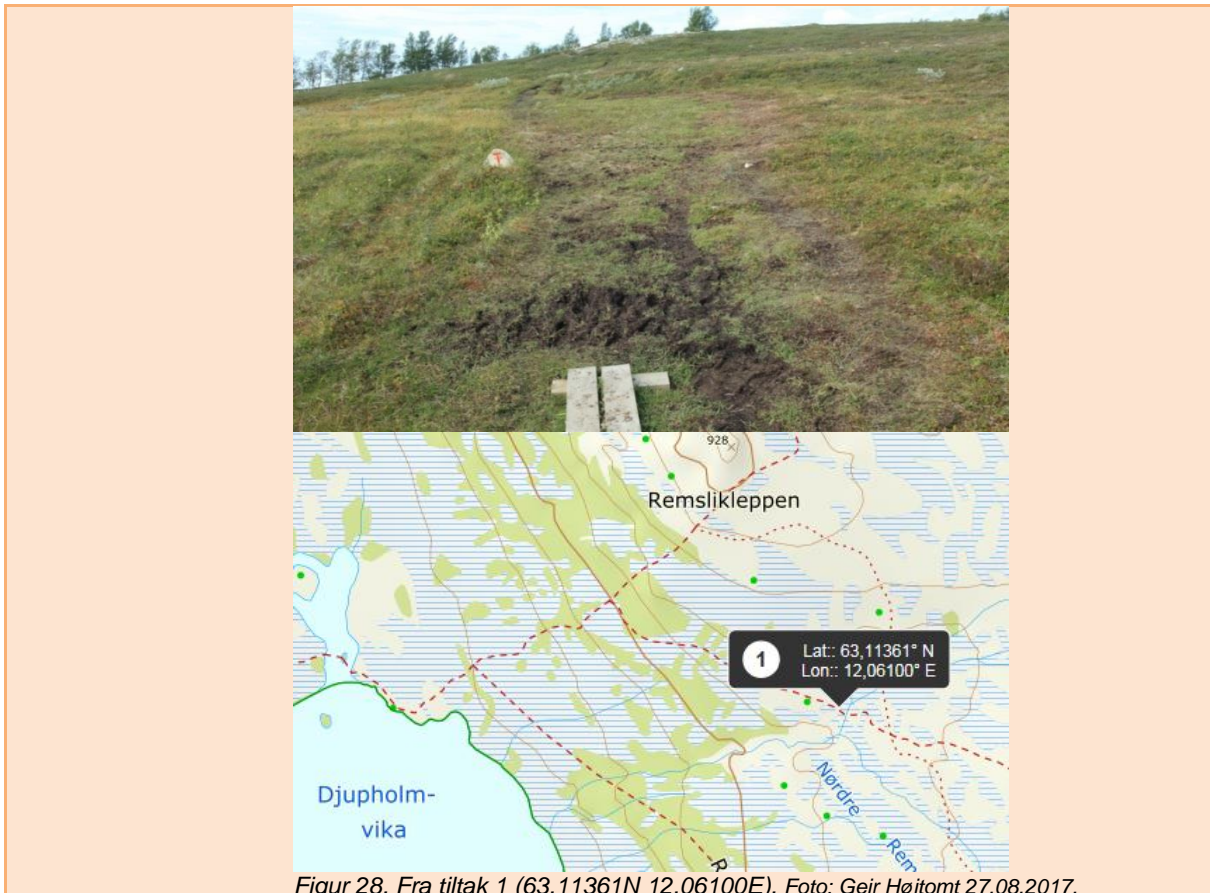 T
928
Remslikleppen
1
Lat:: 63,11361° N
Lon:: 12,06100° E
Djupholm-
vika
Nørdre
Rem
R
Figur 28. Fra tiltak 1 (63,11361N 12,06100E). Foto: Geir Højtomt 27.08.2017.